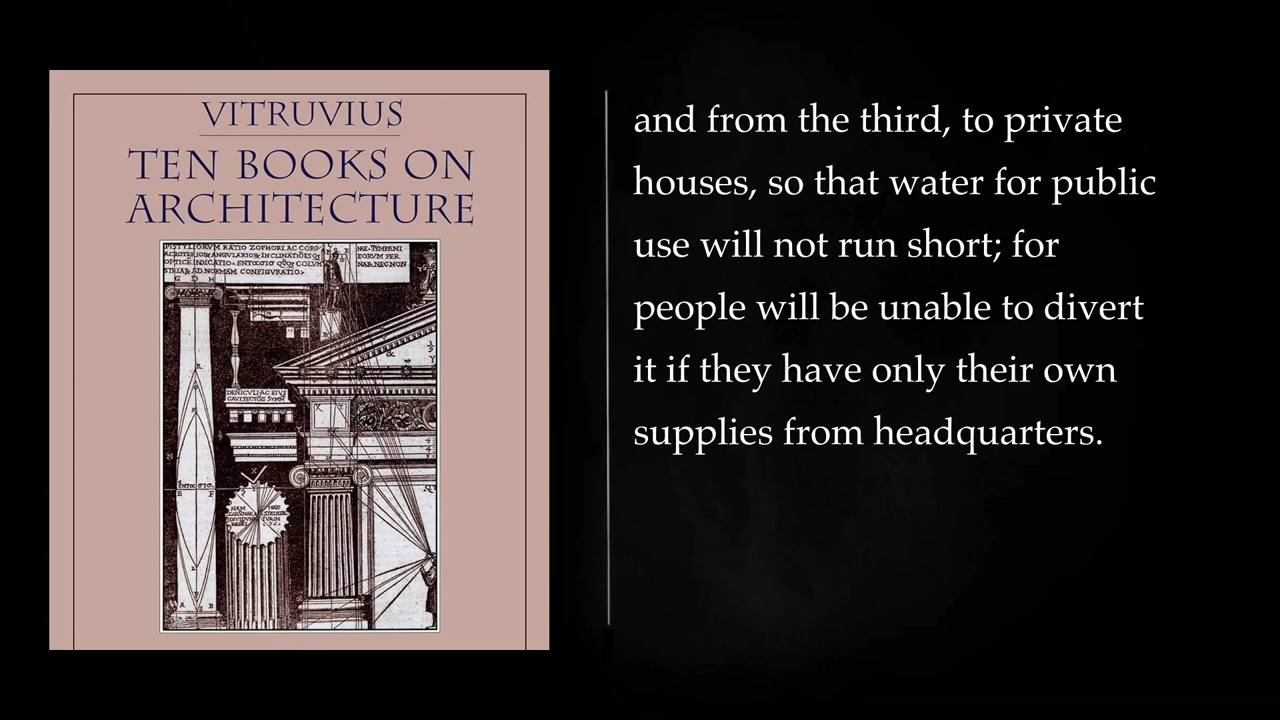 VITRUVIUS
TEN BOOKS ON
ARCHITECTURE
and from the third, to private
houses, so that water for public
use will not run short; for
people will be unable to divert
it if they have only their own
supplies from headquarters.